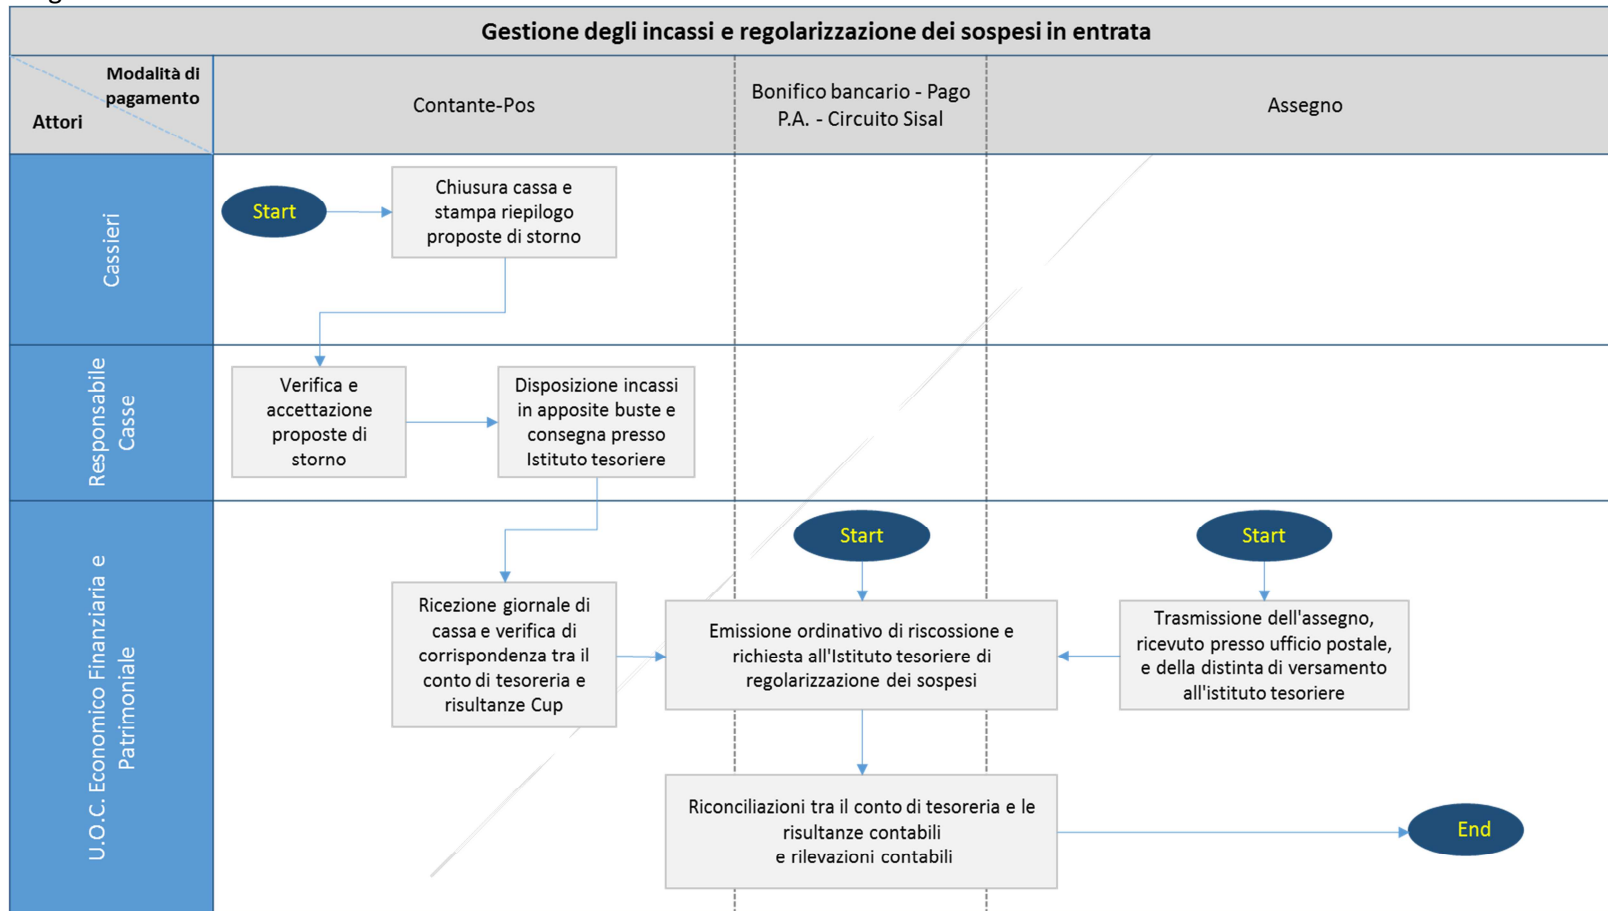 Gestione degli incassi e regolarizzazione dei sospesi in entrata
Modalità di
pagamento
Attori
Contante-Pos
Bonifico bancario - Pago
P.A. - Circuito Sisal
Assegno
Cassieri
Start
Chiusura cassa e
stampa riepilogo
proposte di storno
Responsabile
Casse
Verifica e
accettazione
proposte di
storno
Disposizione incassi
in apposite buste e
consegna presso
Istituto tesoriere
U.O.C. Economico Finanziaria e
Patrimoniale
Start
Start
Ricezione giornale di
cassa e verifica di
corrispondenza tra il
conto di tesoreria e
risultanze Cup
Emissione ordinativo di riscossione e
richiesta all'Istituto tesoriere di
regolarizzazione dei sospesi
Trasmissione dell'assegno,
ricevuto presso ufficio postale,
e della distinta di versamento
all'istituto tesoriere
Riconciliazioni tra il conto di tesoreria e le
risultanze contabili
e rilevazioni contabili
End